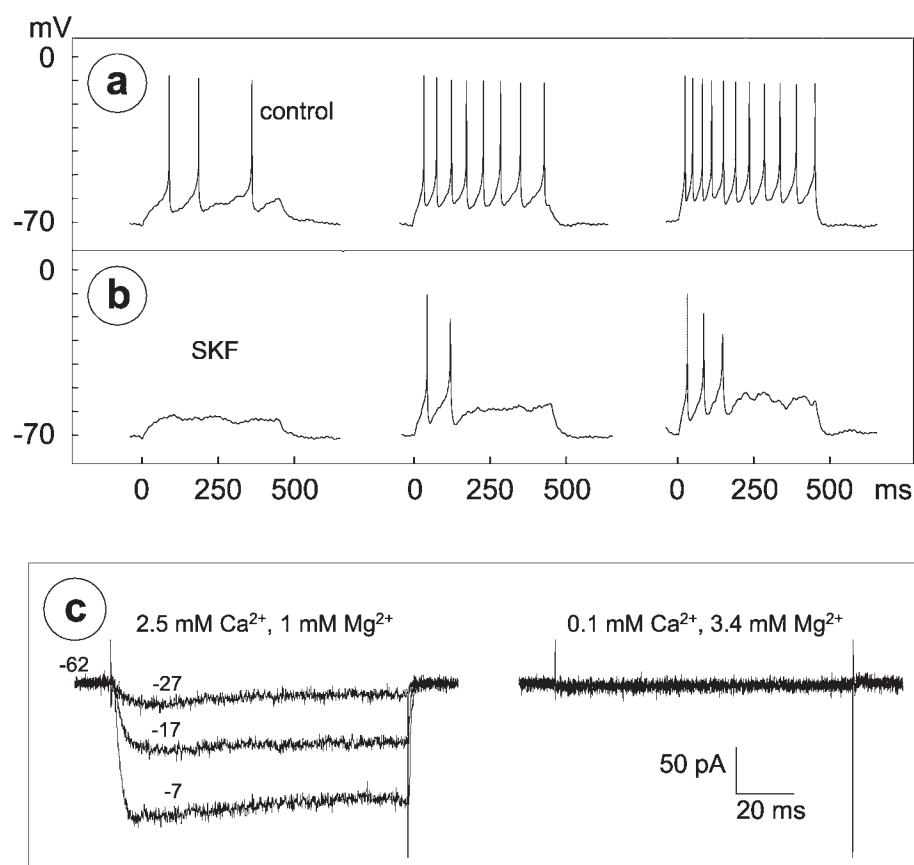 mV
0
a
control
-70
0
b
SKF
-70
0 250 500 0 250 500 0 250 500 ms
c
2.5 mM Ca²⁺, 1 mM Mg²⁺ 0.1 mM Ca²⁺, 3.4 mM Mg²⁺
-62
-27
-17
-7
50 pA
20 ms